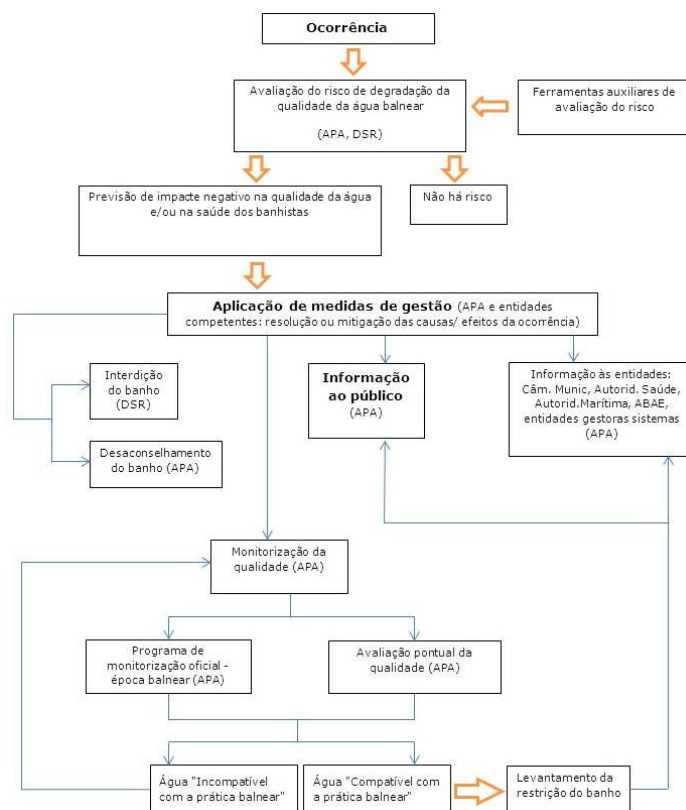 Ocorrência
Avaliação do risco de degradação da
qualidade da água balnear
(APA, DSR)
Ferramentas auxiliares de
avaliação do risco
Previsão de impacte negativo na qualidade da água
e/ou na saúde dos banhistas
Não há risco
Aplicação de medidas de gestão (APA e entidades
competentes: resolução ou mitigação das causas/ efeitos da ocorrência)
Interdição
do banho
(DSR)
Desaconselhamento
do banho (APA)
Informação
ao público
(APA)
Informação às entidades:
Câm. Munic, Autorid. Saúde,
Autorid.Marítima, ABAE,
entidades gestoras sistemas
(APA)
Monitorização da
qualidade (APA)
Programa de
monitorização oficial -
época balnear (APA)
Avaliação pontual da
qualidade (APA)
Água "Incompatível
com a prática balnear"
Água "Compatível com
a prática balnear"
Levantamento da
restrição do banho